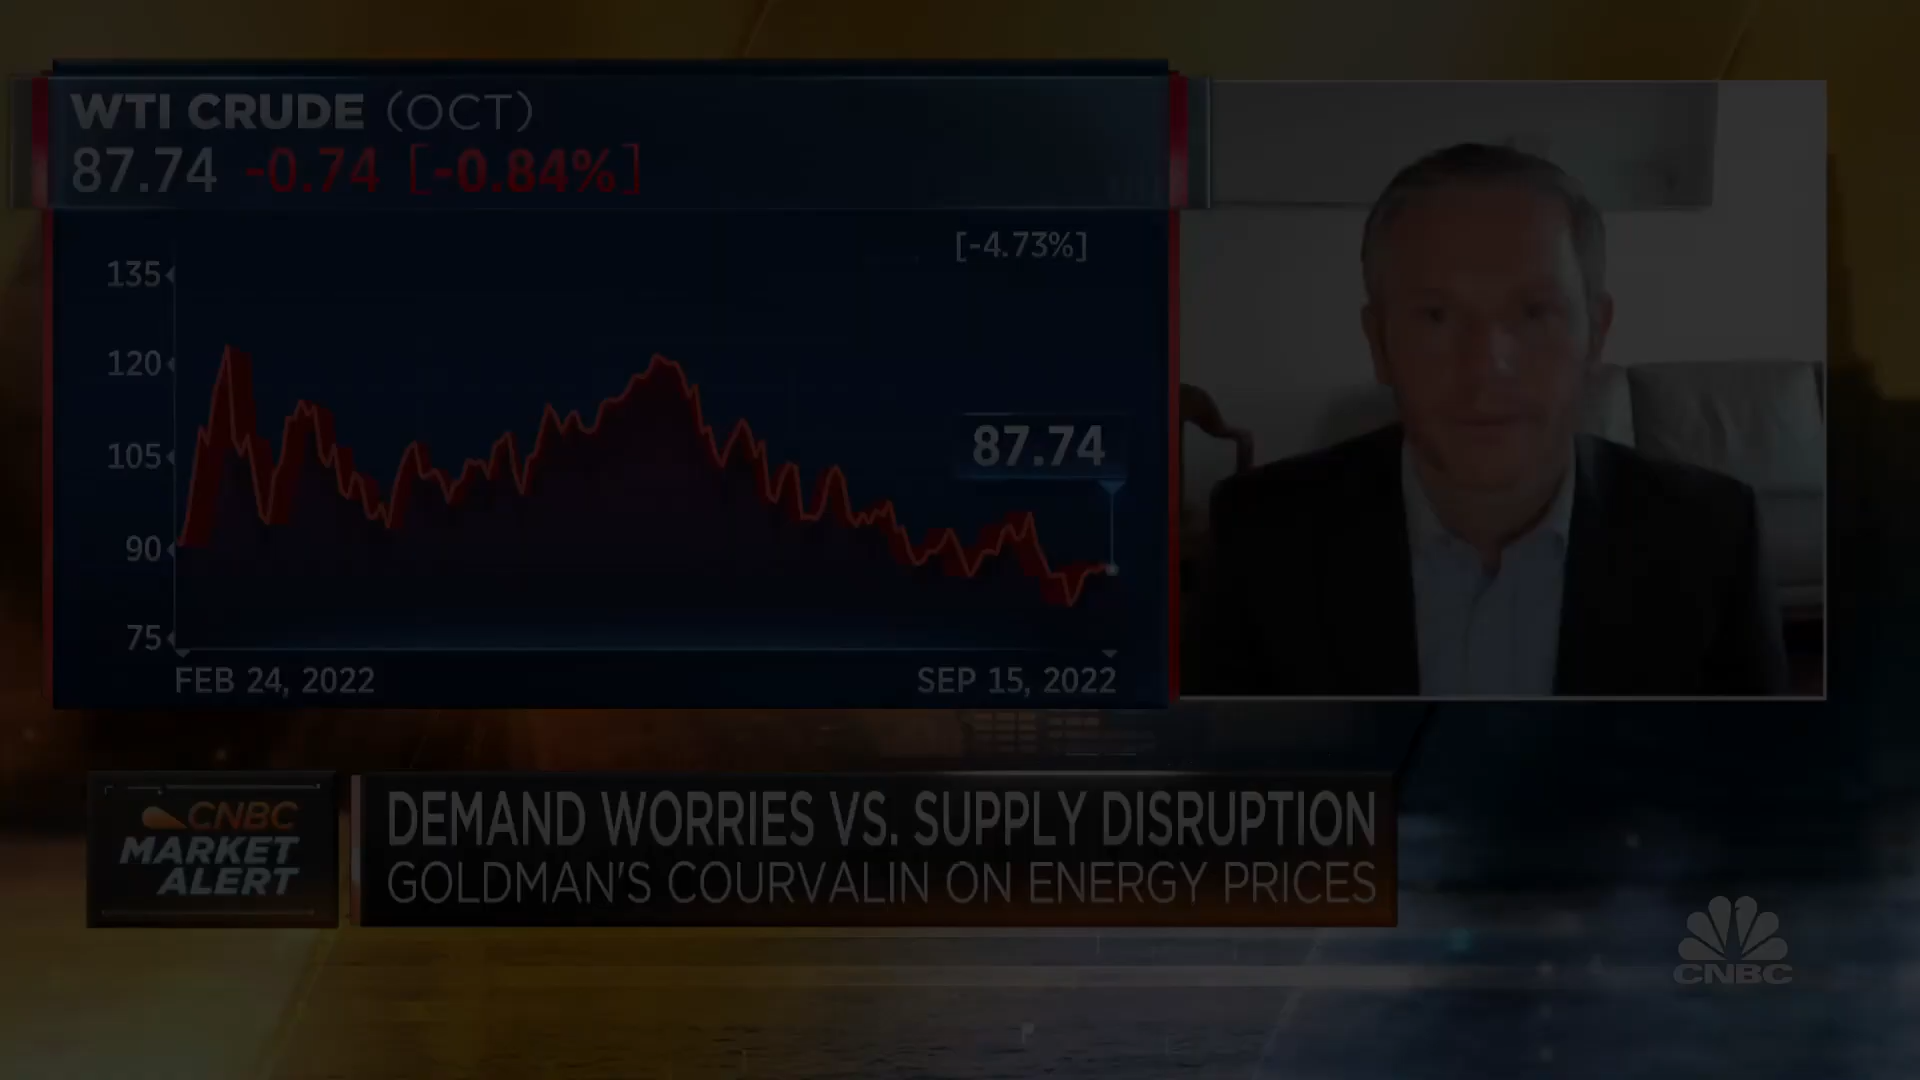 WTI CRUDE (OCT)
87.74 -0.74 [-0.84%]
[-4.73%]
135
120
105
90
75
87.74
FEB 24, 2022
SEP 15, 2022
CNBC
MARKET
ALERT
DEMAND WORRIES VS. SUPPLY DISRUPTION
GOLDMAN'S COURVALIN ON ENERGY PRICES
CNBC